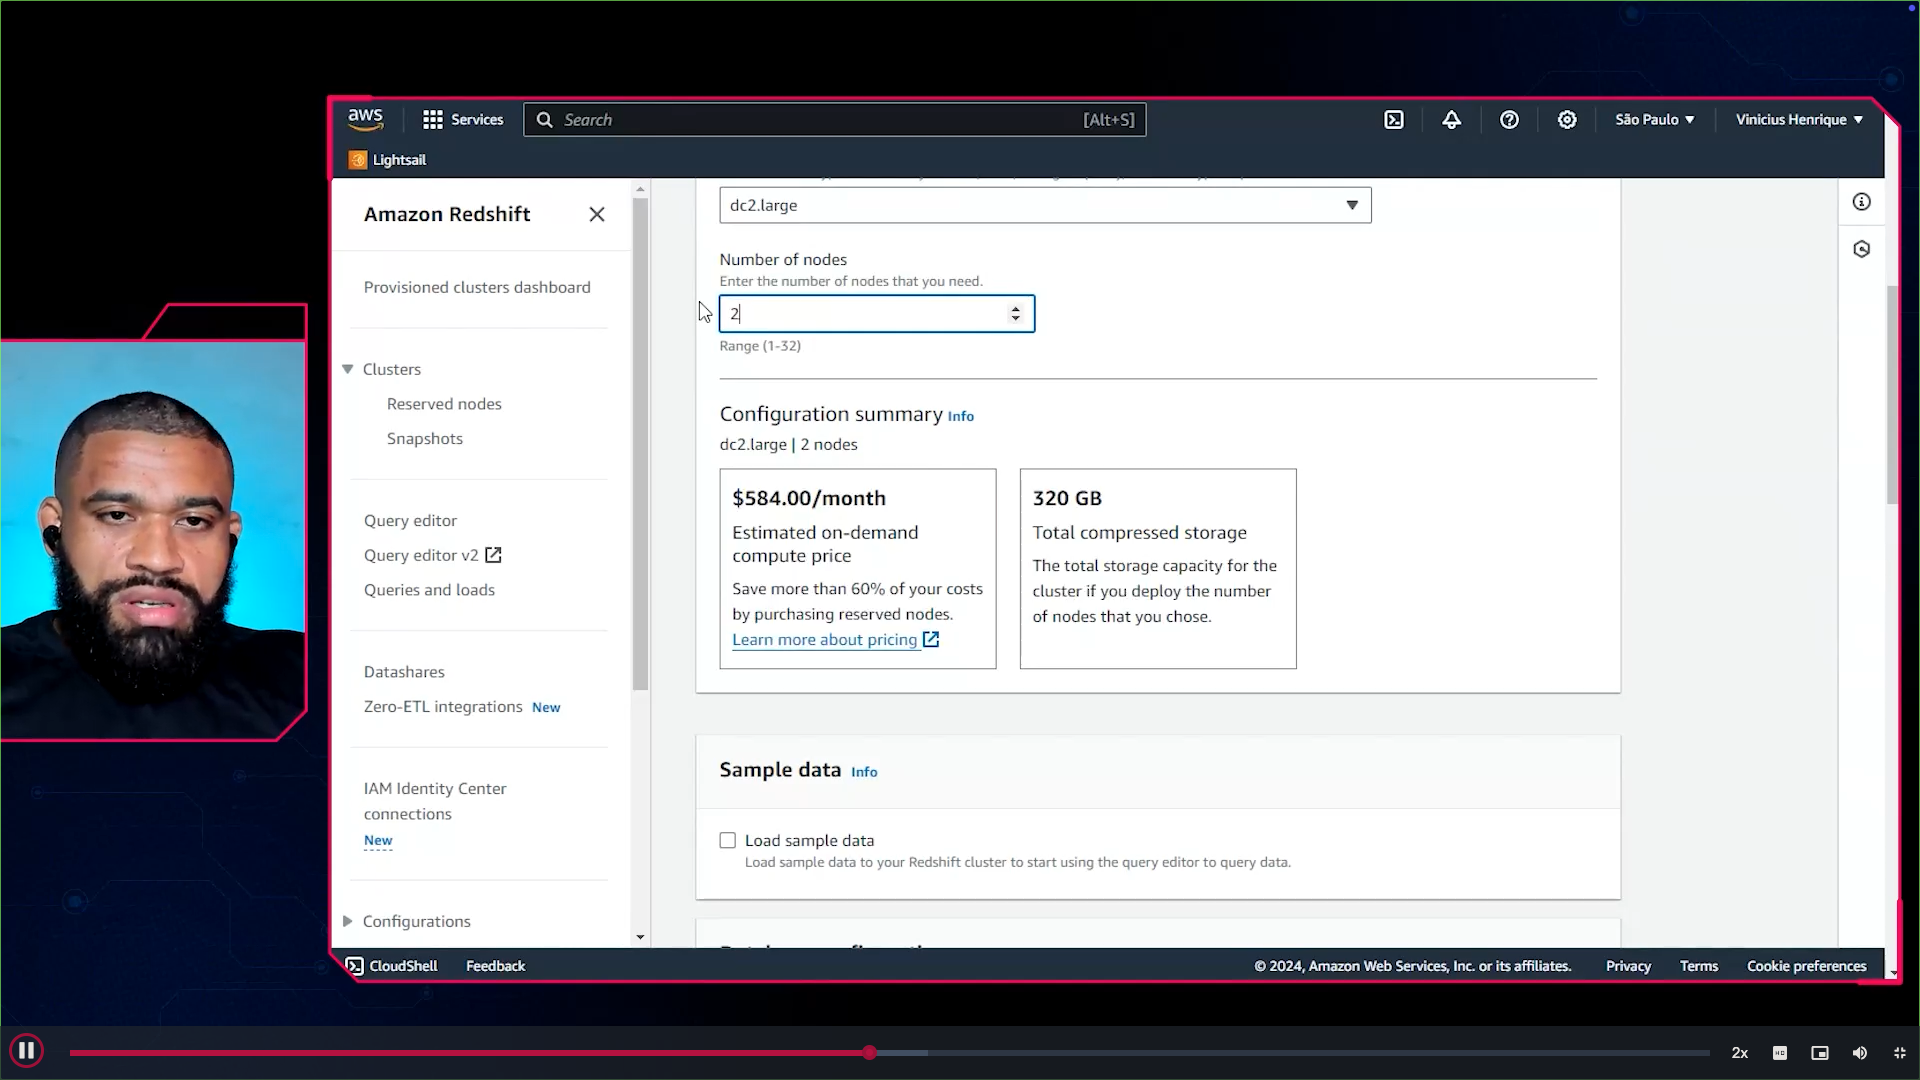 aws
Services
Search
[Alt+S]
São Paulo
Vinicius Henrique
Lightsail
Amazon Redshift
Provisioned clusters dashboard
Clusters
Reserved nodes
Snapshots
Query editor
Query editor v2
Queries and loads
Datashares
Zero-ETL integrations New
IAM Identity Center
connections
New
Configurations
dc2.large
Number of nodes
Enter the number of nodes that you need.
2
Range (1-32)
Configuration summary Info
dc2.large | 2 nodes
$584.00/month
Estimated on-demand
compute price
Save more than 60% of your costs
by purchasing reserved nodes.
Learn more about pricing
320 GB
Total compressed storage
The total storage capacity for the
cluster if you deploy the number
of nodes that you chose.
Sample data Info
Load sample data
Load sample data to your Redshift cluster to start using the query editor to query data.
CloudShell
Feedback
© 2024, Amazon Web Services, Inc. or its affiliates.
Privacy
Terms
Cookie preferences
2x